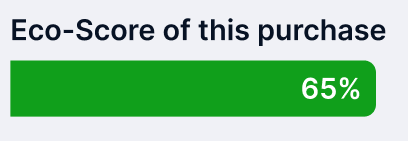 Eco-Score of this purchase
65%